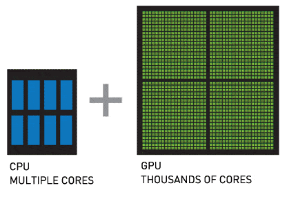 CPU
MULTIPLE CORES
GPU
THOUSANDS OF CORES